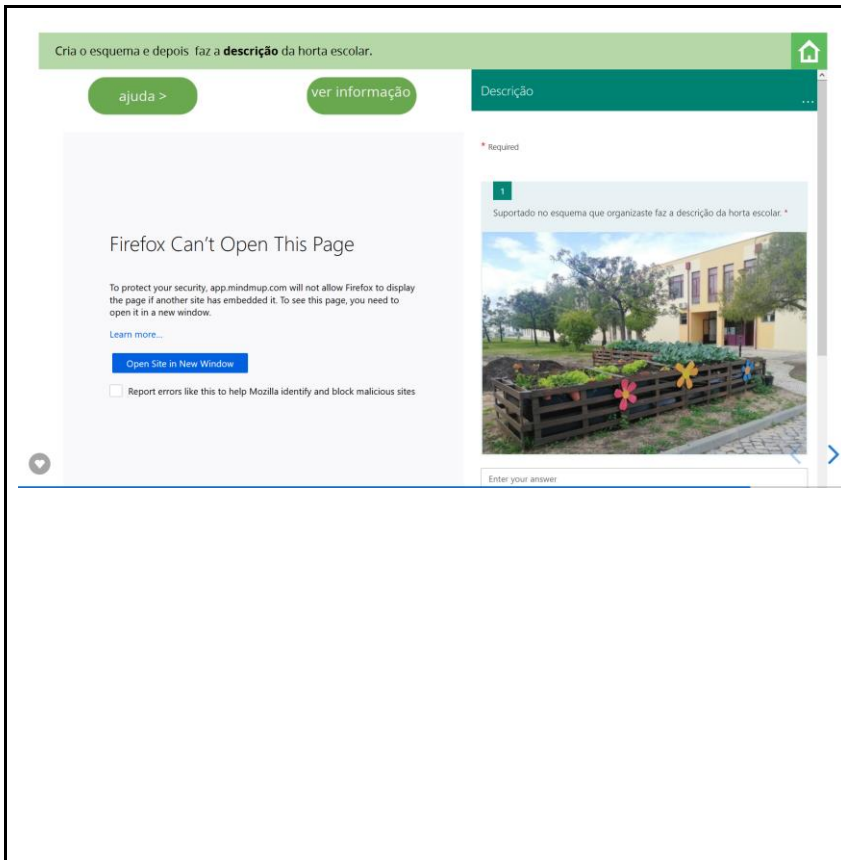 Cria o esquema e depois faz a descrição da horta escolar.
ajuda >
ver informação
Firefox Can't Open This Page
To protect your security, app.mindmup.com will not allow Firefox to display
the page if another site has embedded it. To see this page, you need to
open it in a new window.
Learn more...
Open Site in New Window
Report errors like this to help Mozilla identify and block malicious sites
Descrição
...
* Required
1
Suportado no esquema que organizaste faz a descrição da horta escolar. *
Enter your answer